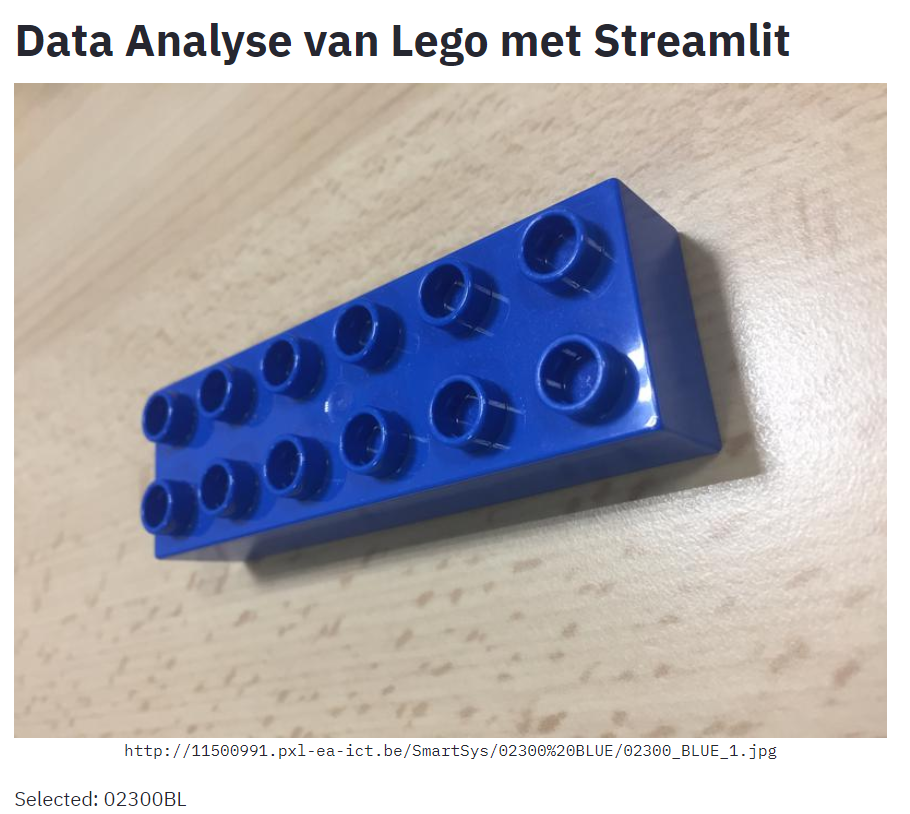 Data Analyse van Lego met Streamlit
http://11500991.pxl-ea-ict.be/SmartSys/02300%20BLUE/02300_BLUE_1.jpg
Selected: 02300BL